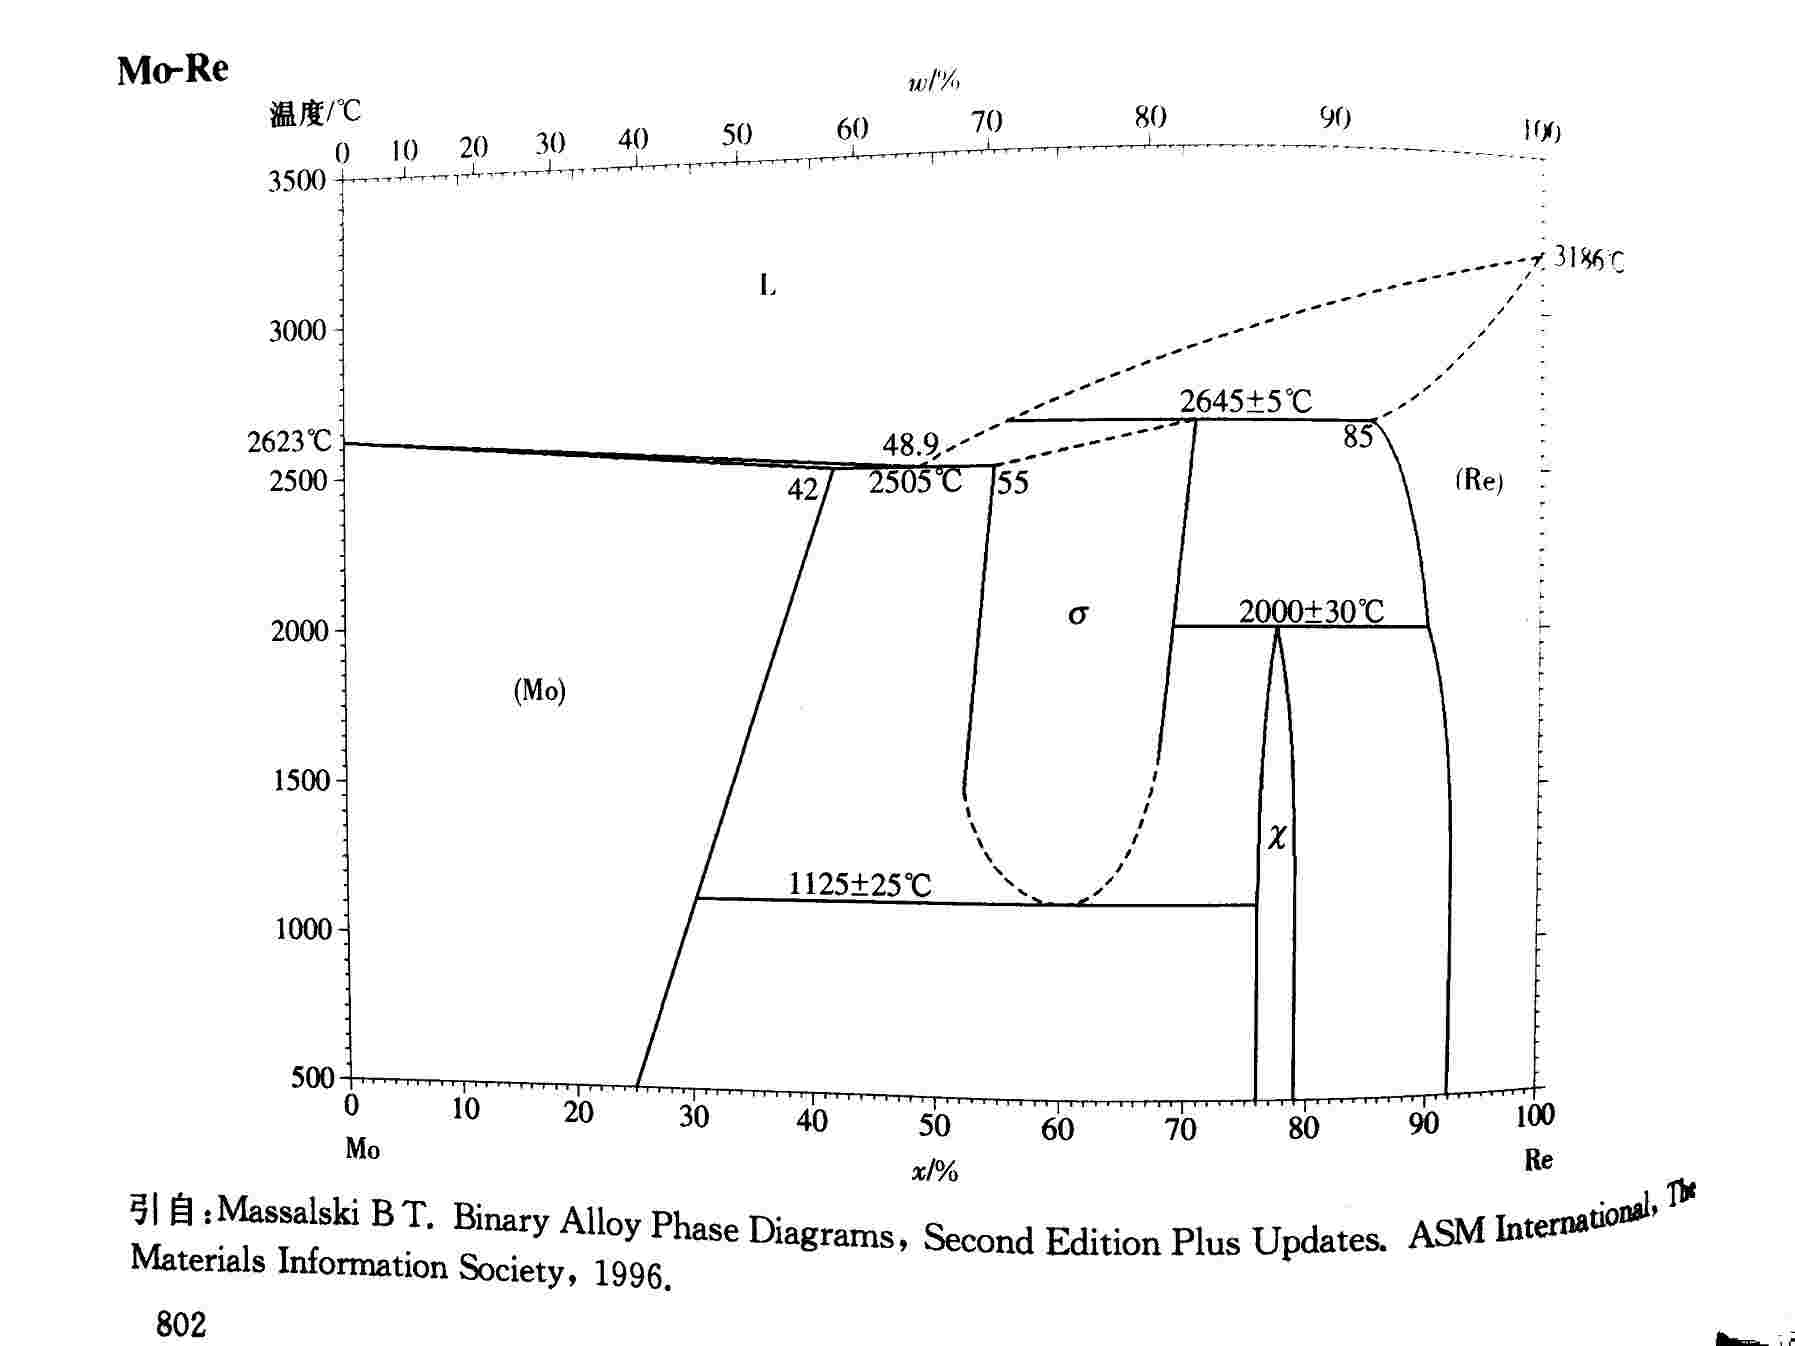 Mo-Re
w/%
温度/℃
0 10 20 30 40 50 60 70 80 90 100
3500
3186℃
L
3000
2645±5℃
2623℃
48.9
85
2500
42
2505℃
55
(Re)
σ
2000±30℃
2000
(Mo)
1500
χ
1125±25℃
1000
500
0 10 20 30 40 50 60 70 80 90 100
Mo
x/%
Re
引自:Massalski B T. Binary Alloy Phase Diagrams, Second Edition Plus Updates. ASM International, The
Materials Information Society, 1996.
802